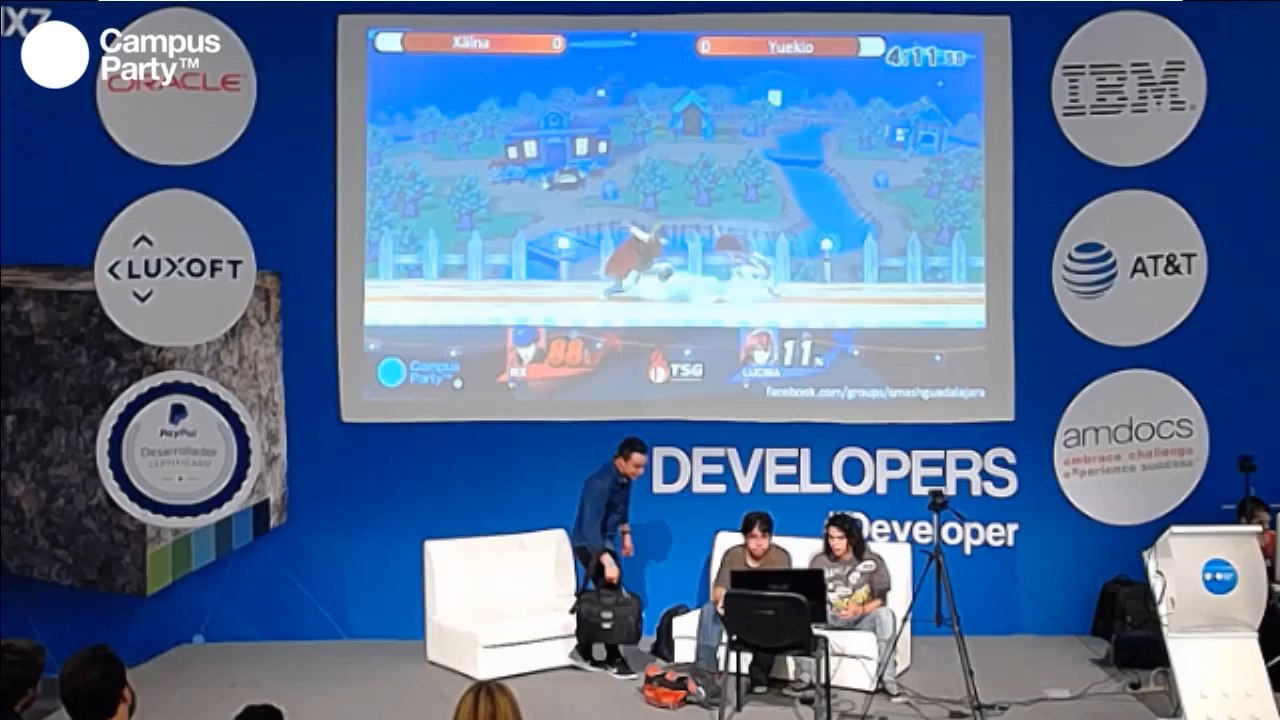 Campus
Party™
ORACLE
Xaina 0
0 Yuekio
4:11
IBM
<LUXOFT
AT&T
88
11%
LUCINA
Campus
Party
TSG
facebook.com/groups/smashguadalajara
PayPal
Desarrollador
CERTIFICADO
amdocs
embrace challenge
experience success
DEVELOPERS
Developer